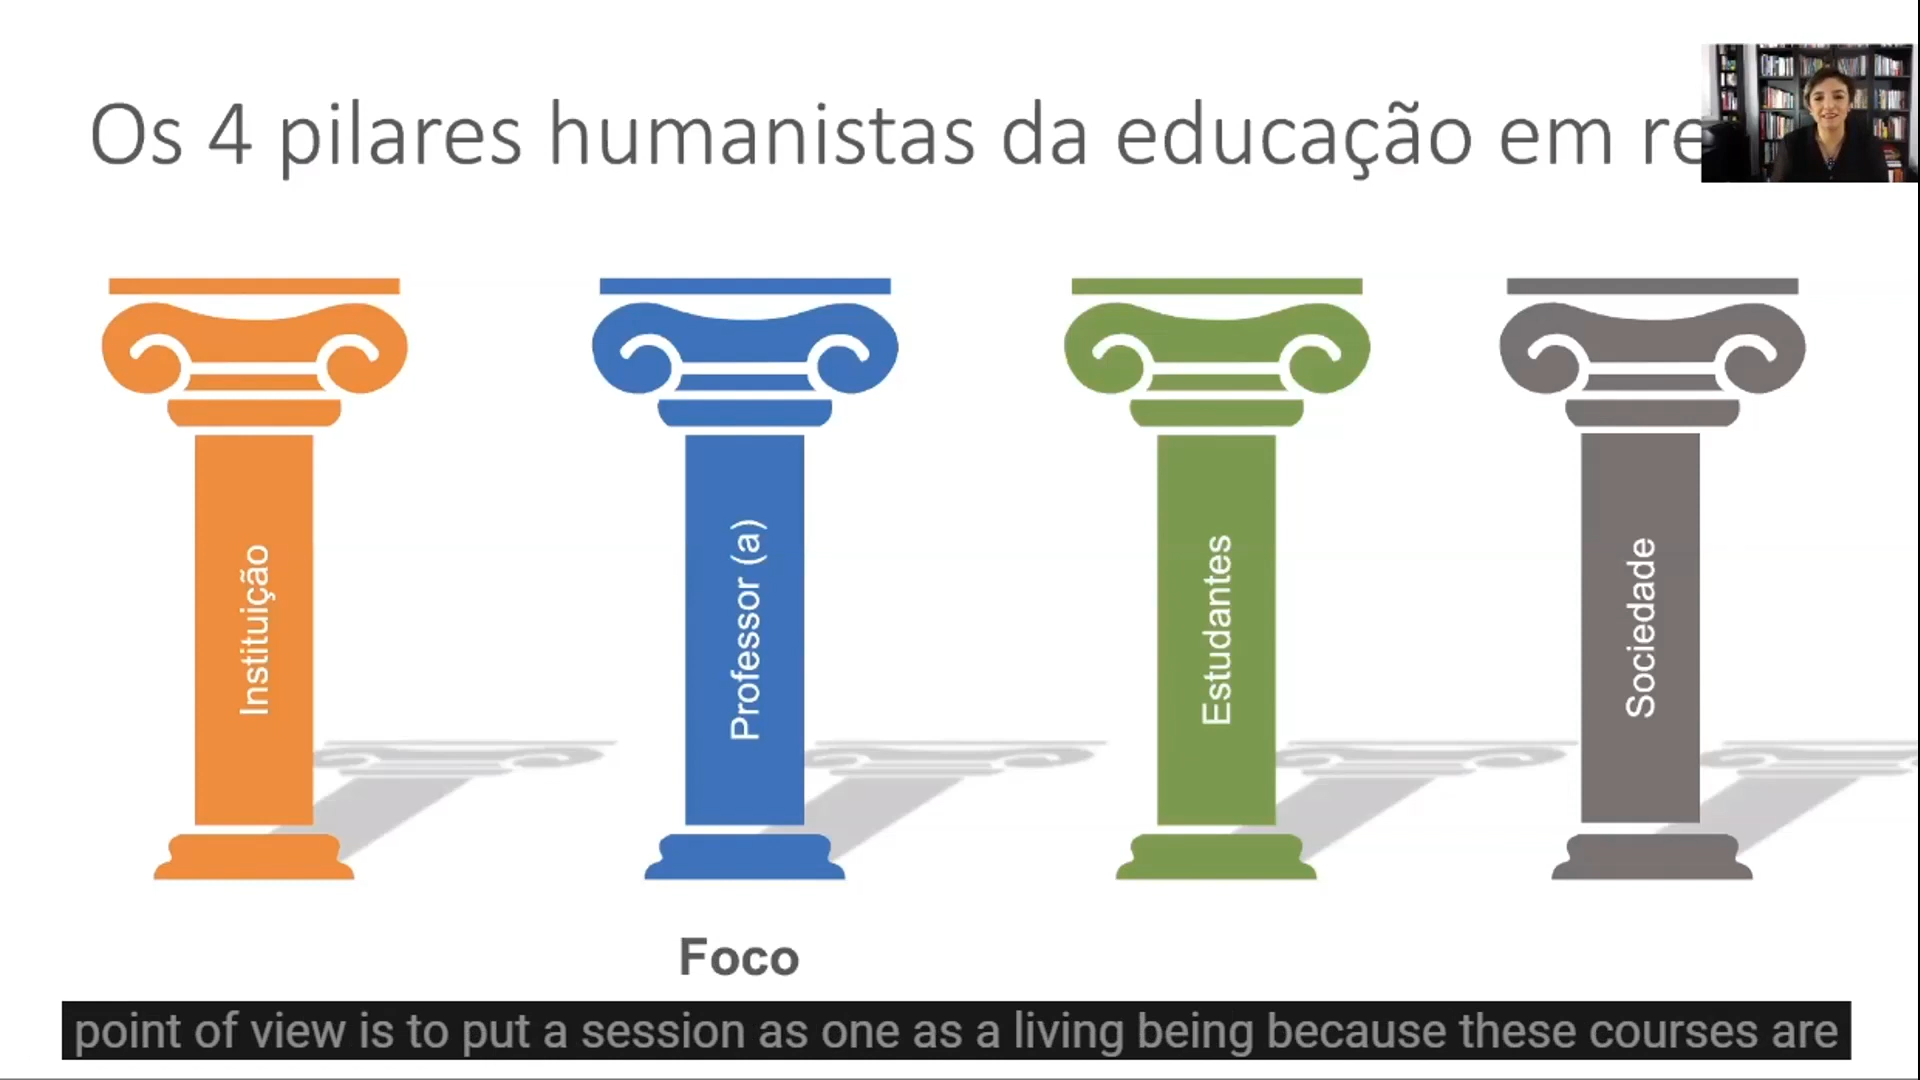 Os 4 pilares humanistas da educação em re
Instituição
Professor (a)
Estudantes
Sociedade
Foco
point of view is to put a session as one as a living being because these courses are